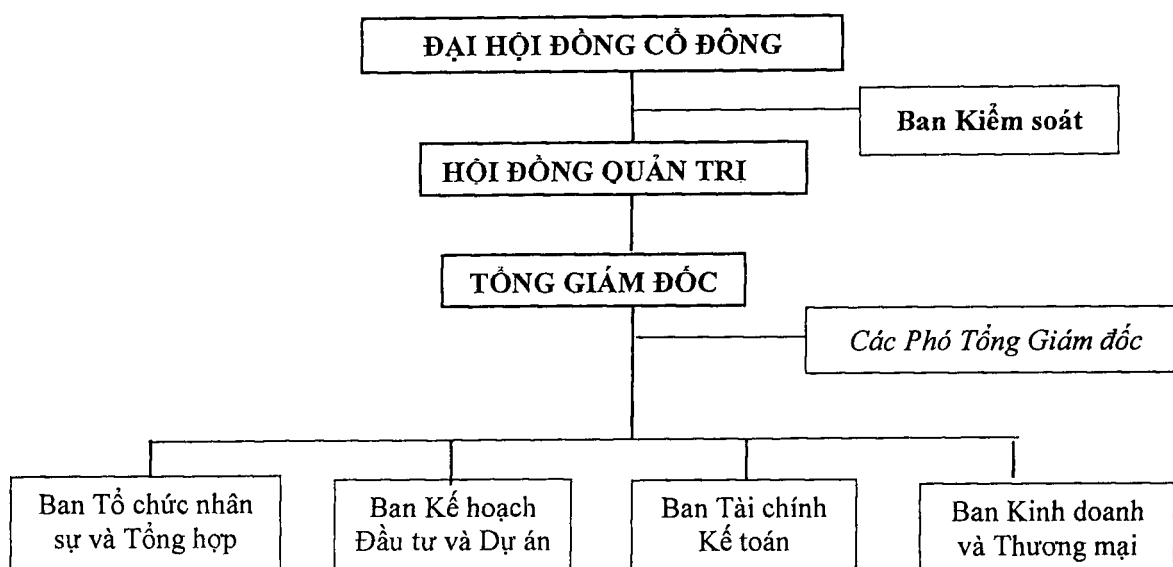 ĐẠI HỘI ĐỒNG CỔ ĐÔNG
Ban Kiểm soát
HỘI ĐỒNG QUẢN TRỊ
TỔNG GIÁM ĐỐC
Các Phó Tổng Giám đốc
Ban Tổ chức nhân
sự và Tổng hợp
Ban Kế hoạch
Đầu tư và Dự án
Ban Tài chính
Kế toán
Ban Kinh doanh
và Thương mại